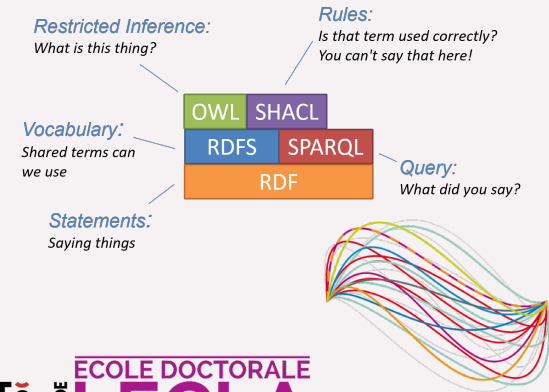 Restricted Inference:
What is this thing?
Rules:
Is that term used correctly?
You can't say that here!
OWL
SHACL
Vocabulary:
Shared terms can
we use
RDFS
SPARQL
Query:
What did you say?
RDF
Statements:
Saying things
ECOLE DOCTORALE